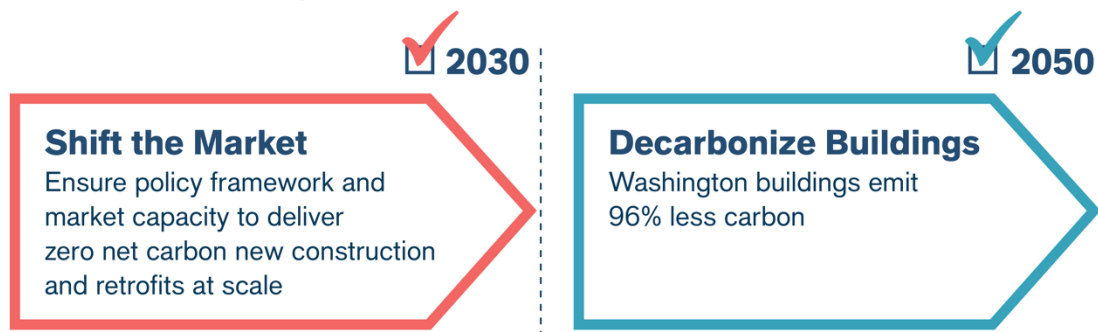 2030
Shift the Market
Ensure policy framework and
market capacity to deliver
zero net carbon new construction
and retrofits at scale
2050
Decarbonize Buildings
Washington buildings emit
96% less carbon